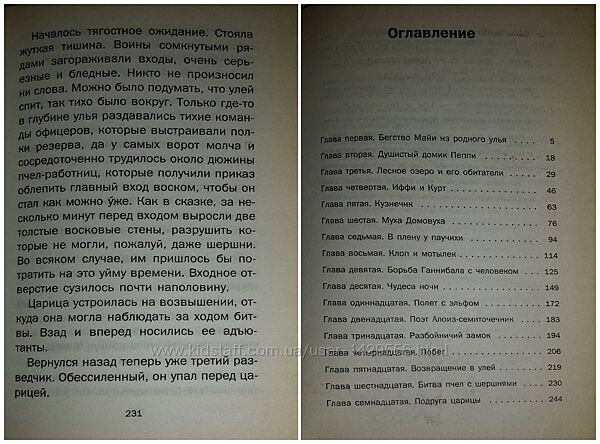 Началось тягостное ожидание. Стояла
жуткая тишина. Воины сомкнутыми ря-
дами загораживали входы, очень серь-
езные и бледные. Никто не произносил
ни слова. Можно было подумать, что улей
спит, так тихо было вокруг. Только где-то
в глубине улья раздавались тихие коман-
ды офицеров, которые выстраивали пол-
ки резерва, да у самых ворот молча и
сосредоточенно трудилось около дюжины
пчел-работниц, которые получили приказ
облепить главный вход воском, чтобы он
стал как можно у́же. Как в сказке, за не-
сколько минут перед входом выросли две
толстые восковые стены, разрушить ко-
торые не могли, пожалуй, даже шершни.
Во всяком случае, им пришлось бы по-
тратить на это уйму времени. Входное от-
верстие сузилось почти наполовину.
Царица устроилась на возвышении, от-
куда она могла наблюдать за ходом бит-
вы. Взад и вперед носились ее адъю-
танты.
Вернулся назад теперь уже третий раз-
ведчик. Обессиленный, он упал перед ца-
рицей.
231
Оглавление
Глава первая. Бегство Майи из родного улья . . . . 5
Глава вторая. Душистый домик Пеппи . . . . 18
Глава третья. Лесное озеро и его обитатели . . . . 29
Глава четвертая. Иффи и Курт . . . . 46
Глава пятая. Кузнечик . . . . 63
Глава шестая. Муха Домовуха . . . . 76
Глава седьмая. В плену у паучихи . . . . 94
Глава восьмая. Клоп и мотылек . . . . 114
Глава девятая. Борьба Ганнибала с человеком . . . . 125
Глава десятая. Чудеса ночи . . . . 151
Глава одиннадцатая. Полет с эльфом . . . . 172
Глава двенадцатая. Поэт Алоиз-семиточечник . . . . 183
Глава тринадцатая. Разбойничий замок . . . . 194
Глава четырнадцатая. Побег . . . . 206
Глава пятнадцатая. Возвращение в улей . . . . 219
Глава шестнадцатая. Битва пчел с шершнями . . . . 230
Глава семнадцатая. Подруга царицы . . . . 244